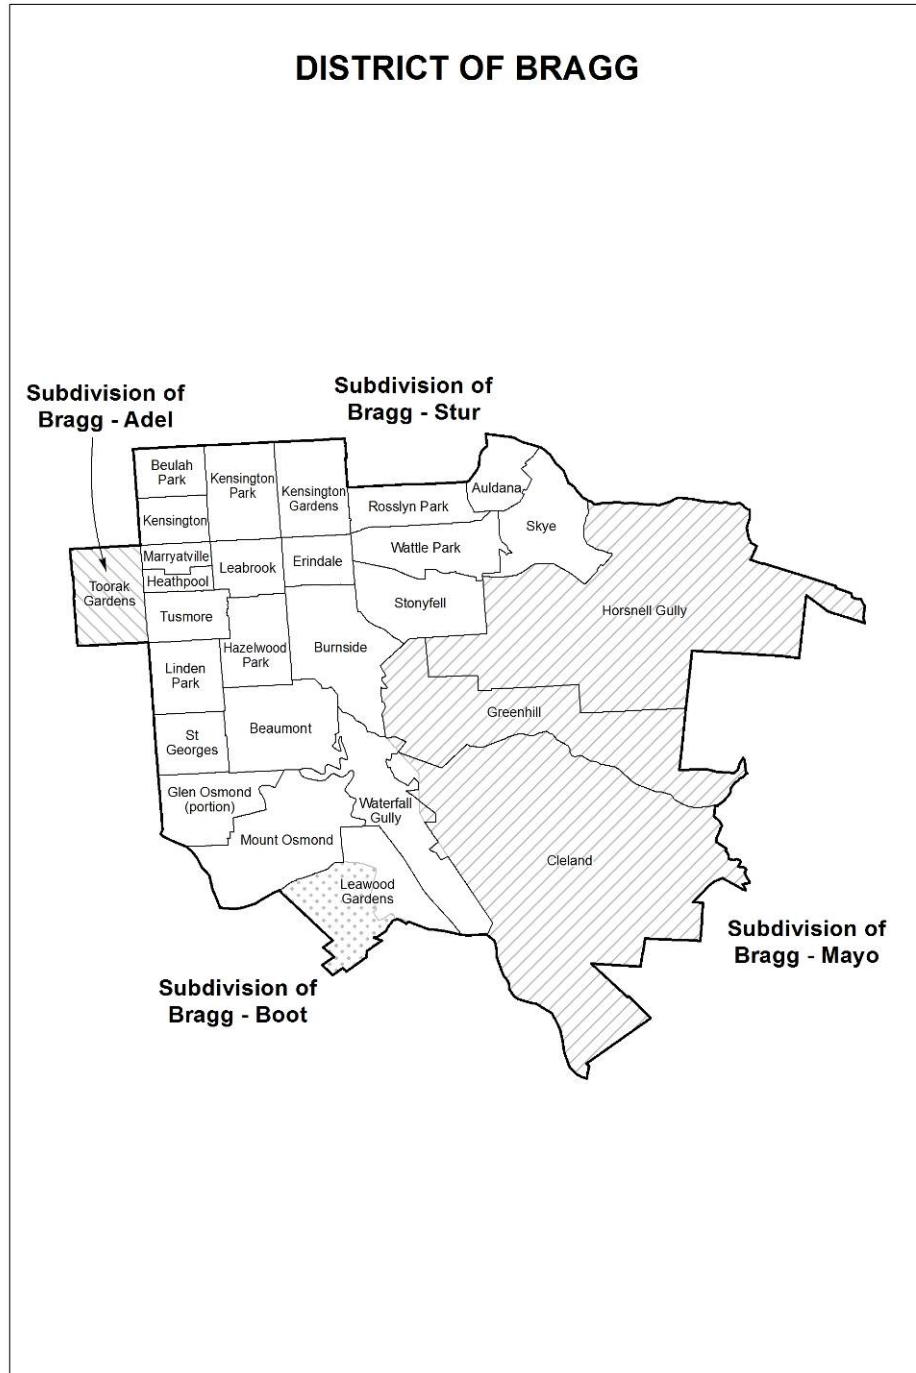 DISTRICT OF BRAGG
Subdivision of
Bragg - Adel
Subdivision of
Bragg - Stur
Beulah
Park
Kensington
Park
Kensington
Gardens
Auldana
Rosslyn Park
Kensington
Skye
Marryatville
Wattle Park
Leabrook
Erindale
Heathpool
Toorak
Gardens
Stonyfell
Tusmore
Horsnell Gully
Hazelwood
Park
Burnside
Linden
Park
Greenhill
St
Georges
Beaumont
Glen Osmond
(portion)
Waterfall
Gully
Mount Osmond
Cleland
Leawood
Gardens
Subdivision of
Bragg - Mayo
Subdivision of
Bragg - Boot